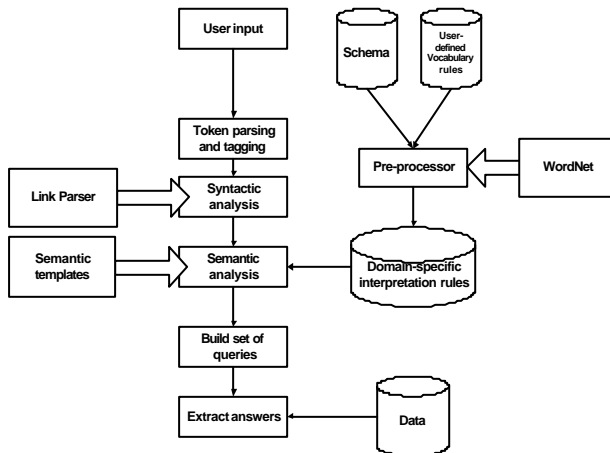 User input
Schema
User-
defined
Vocabulary
rules
Token parsing
and tagging
Pre-processor
WordNet
Link Parser
Syntactic
analysis
Semantic
templates
Semantic
analysis
Domain-specific
interpretation rules
Build set of
queries
Extract answers
Data